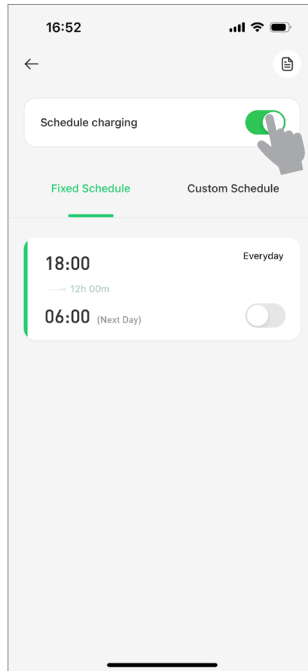 16:52
Schedule charging
Fixed Schedule Custom Schedule
18:00 Everyday
12h 00m
06:00 (Next Day)